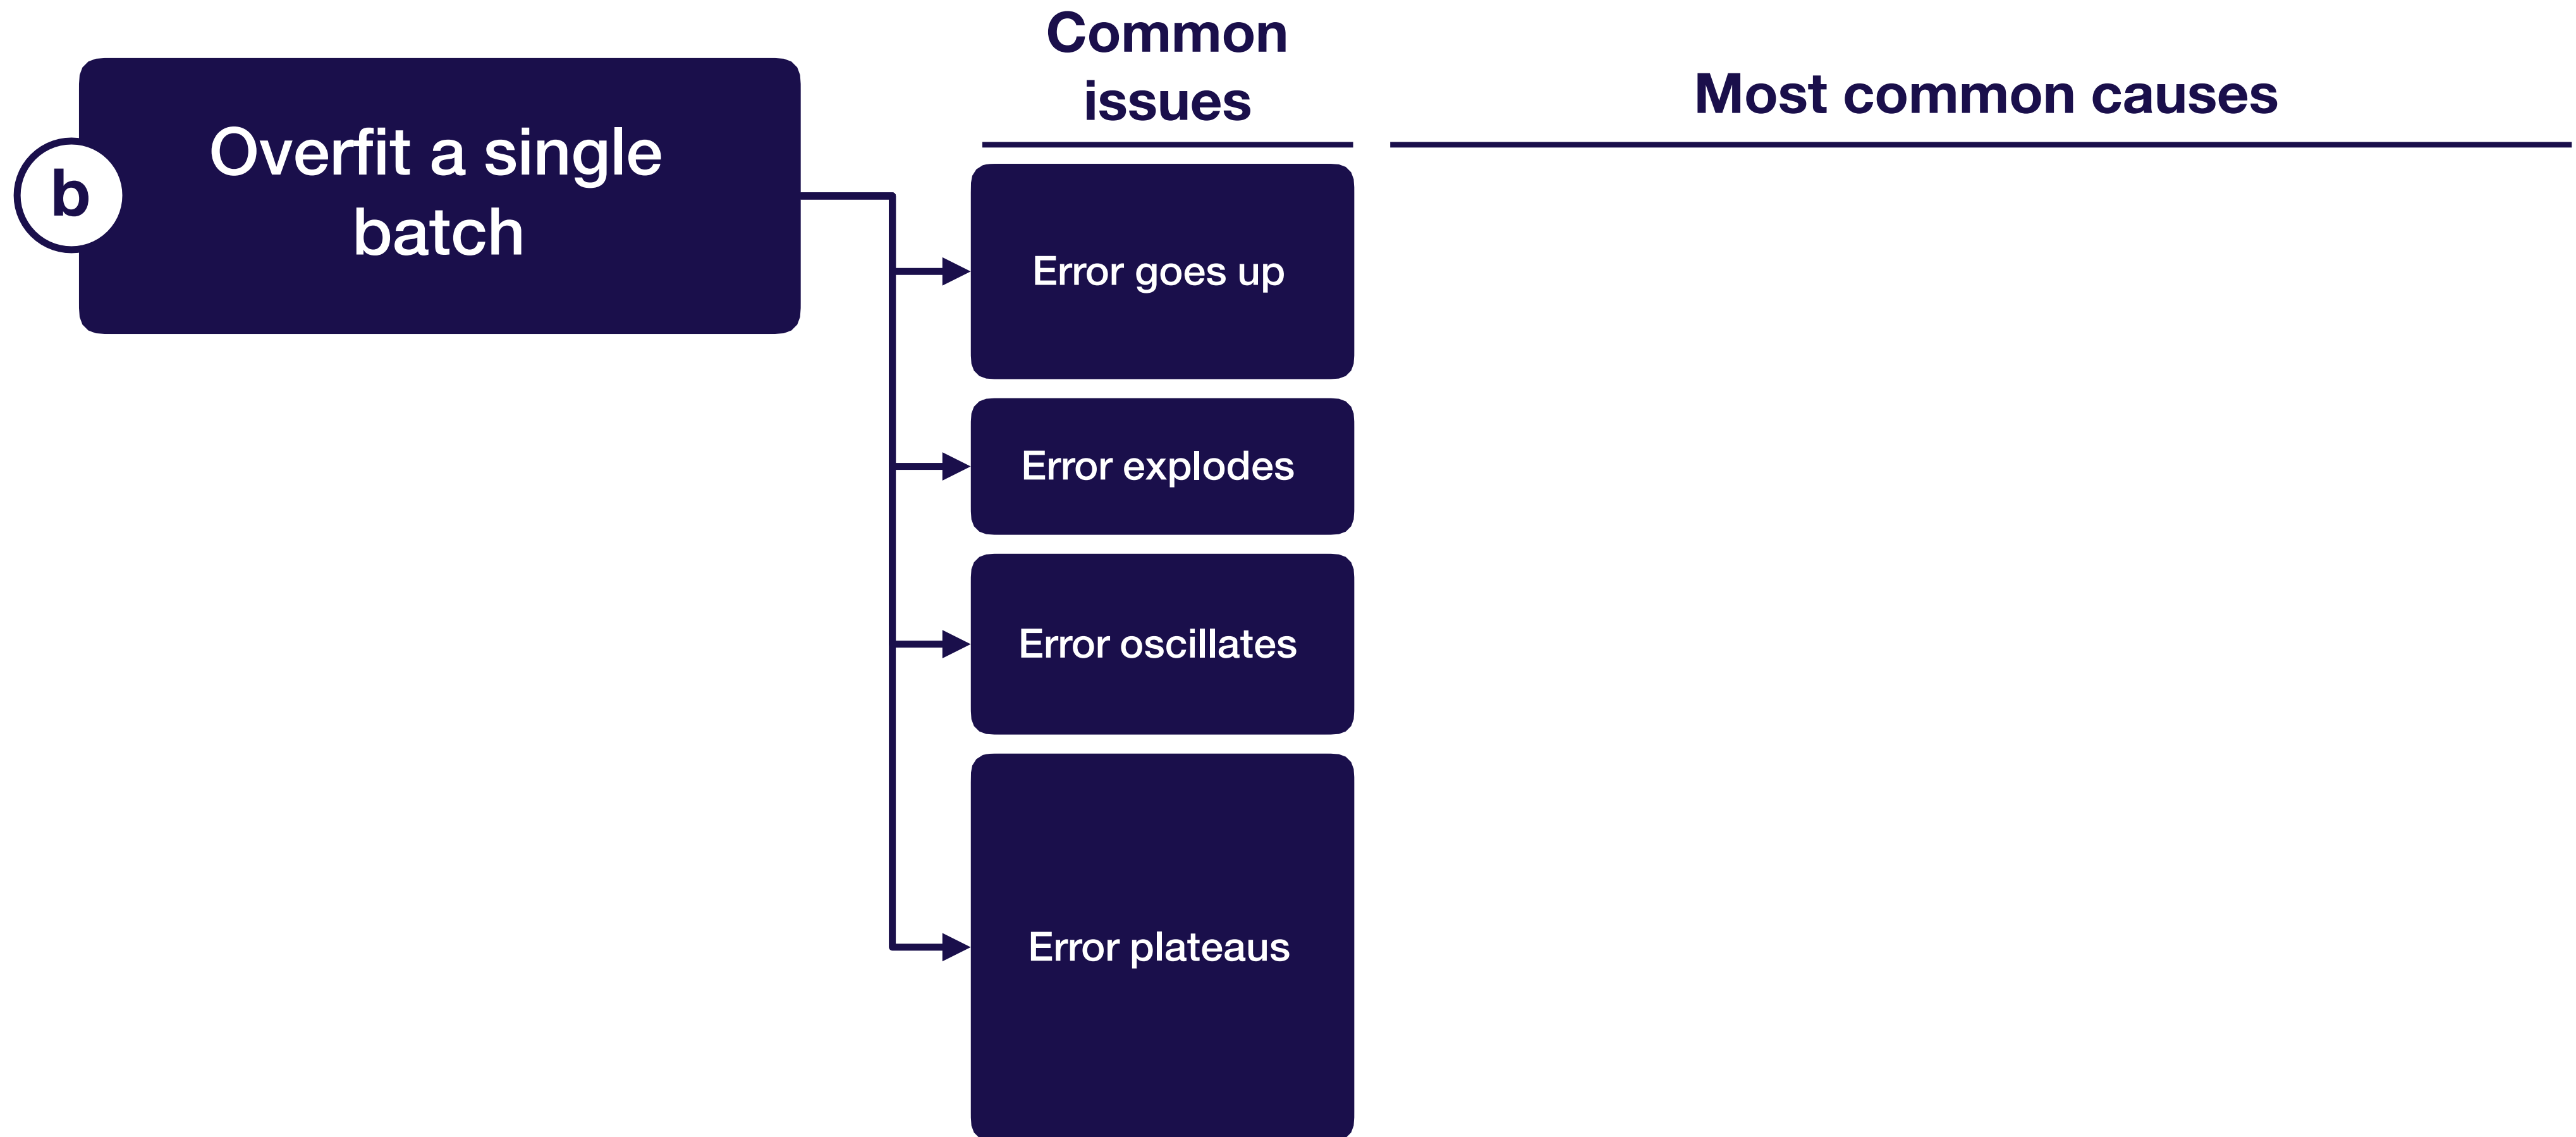 b
Overfit a single
batch
Common
issues
Most common causes
Error goes up
Error explodes
Error oscillates
Error plateaus